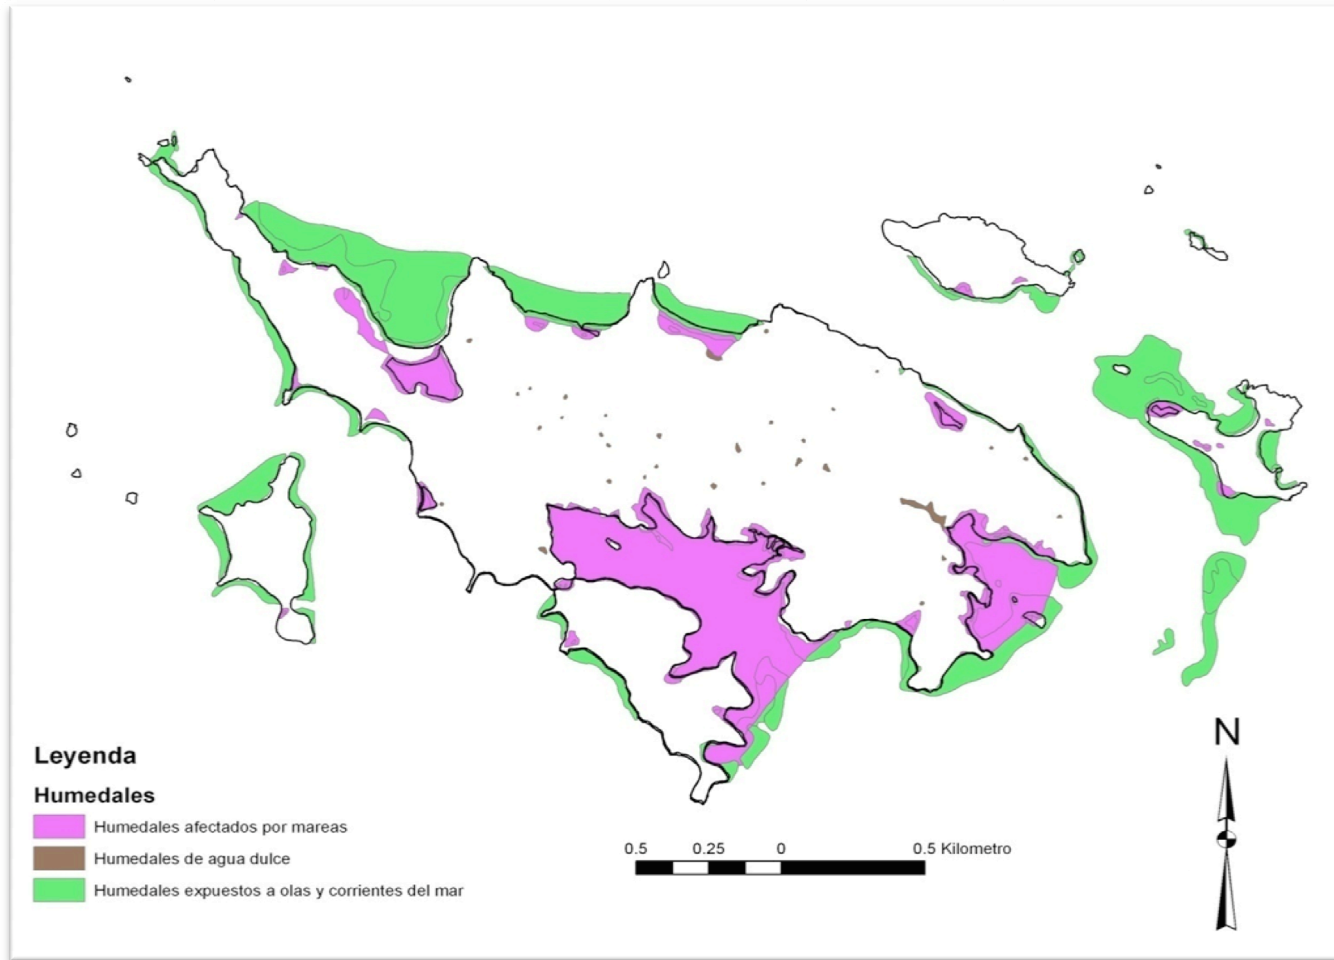 N
Leyenda
Humedales
Humedales afectados por mareas
Humedales de agua dulce
Humedales expuestos a olas y corrientes del mar
0.5 0.25 0 0.5 Kilometro